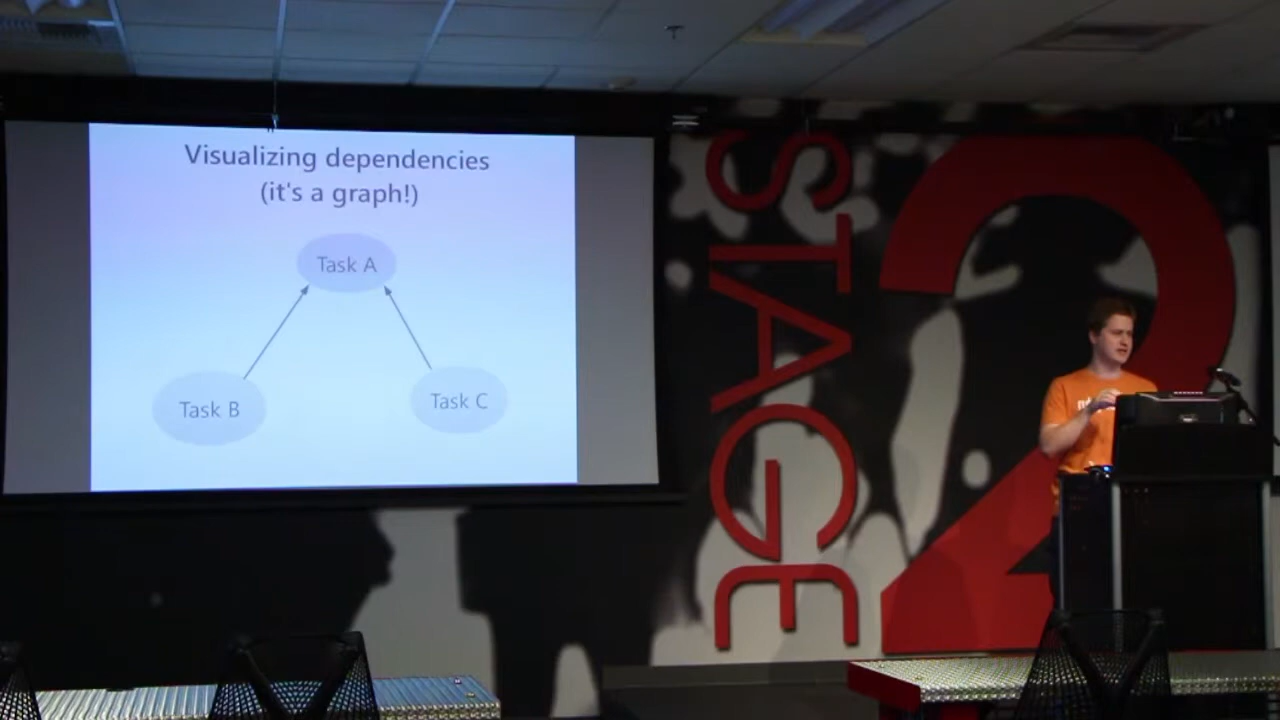 Visualizing dependencies
(it's a graph!)
Task A
Task B
Task C
STAGE
2